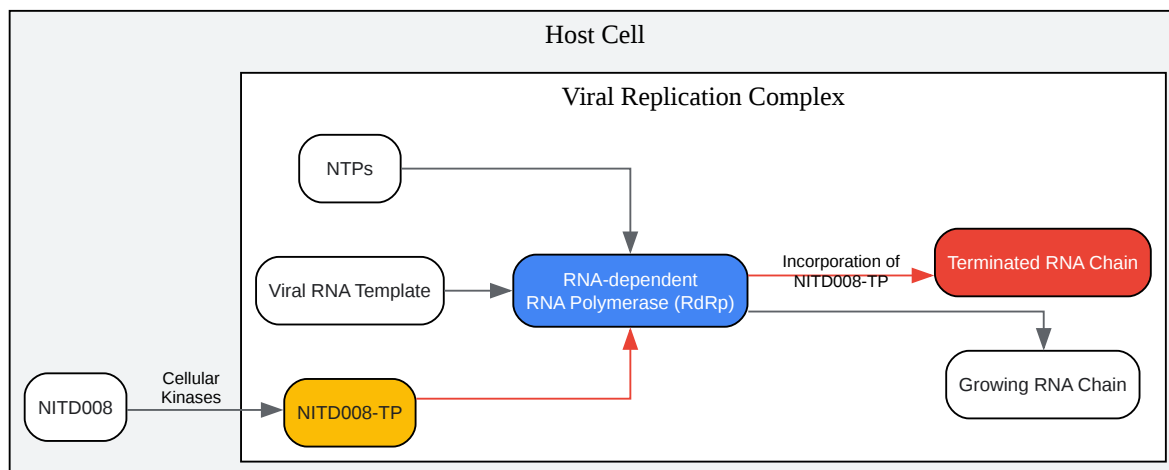 Host Cell
Viral Replication Complex
NTPs
Viral RNA Template
RNA-dependent
RNA Polymerase (RdRp)
Incorporation of
NITD008-TP
Terminated RNA Chain
Growing RNA Chain
NITD008
Cellular
Kinases
NITD008-TP